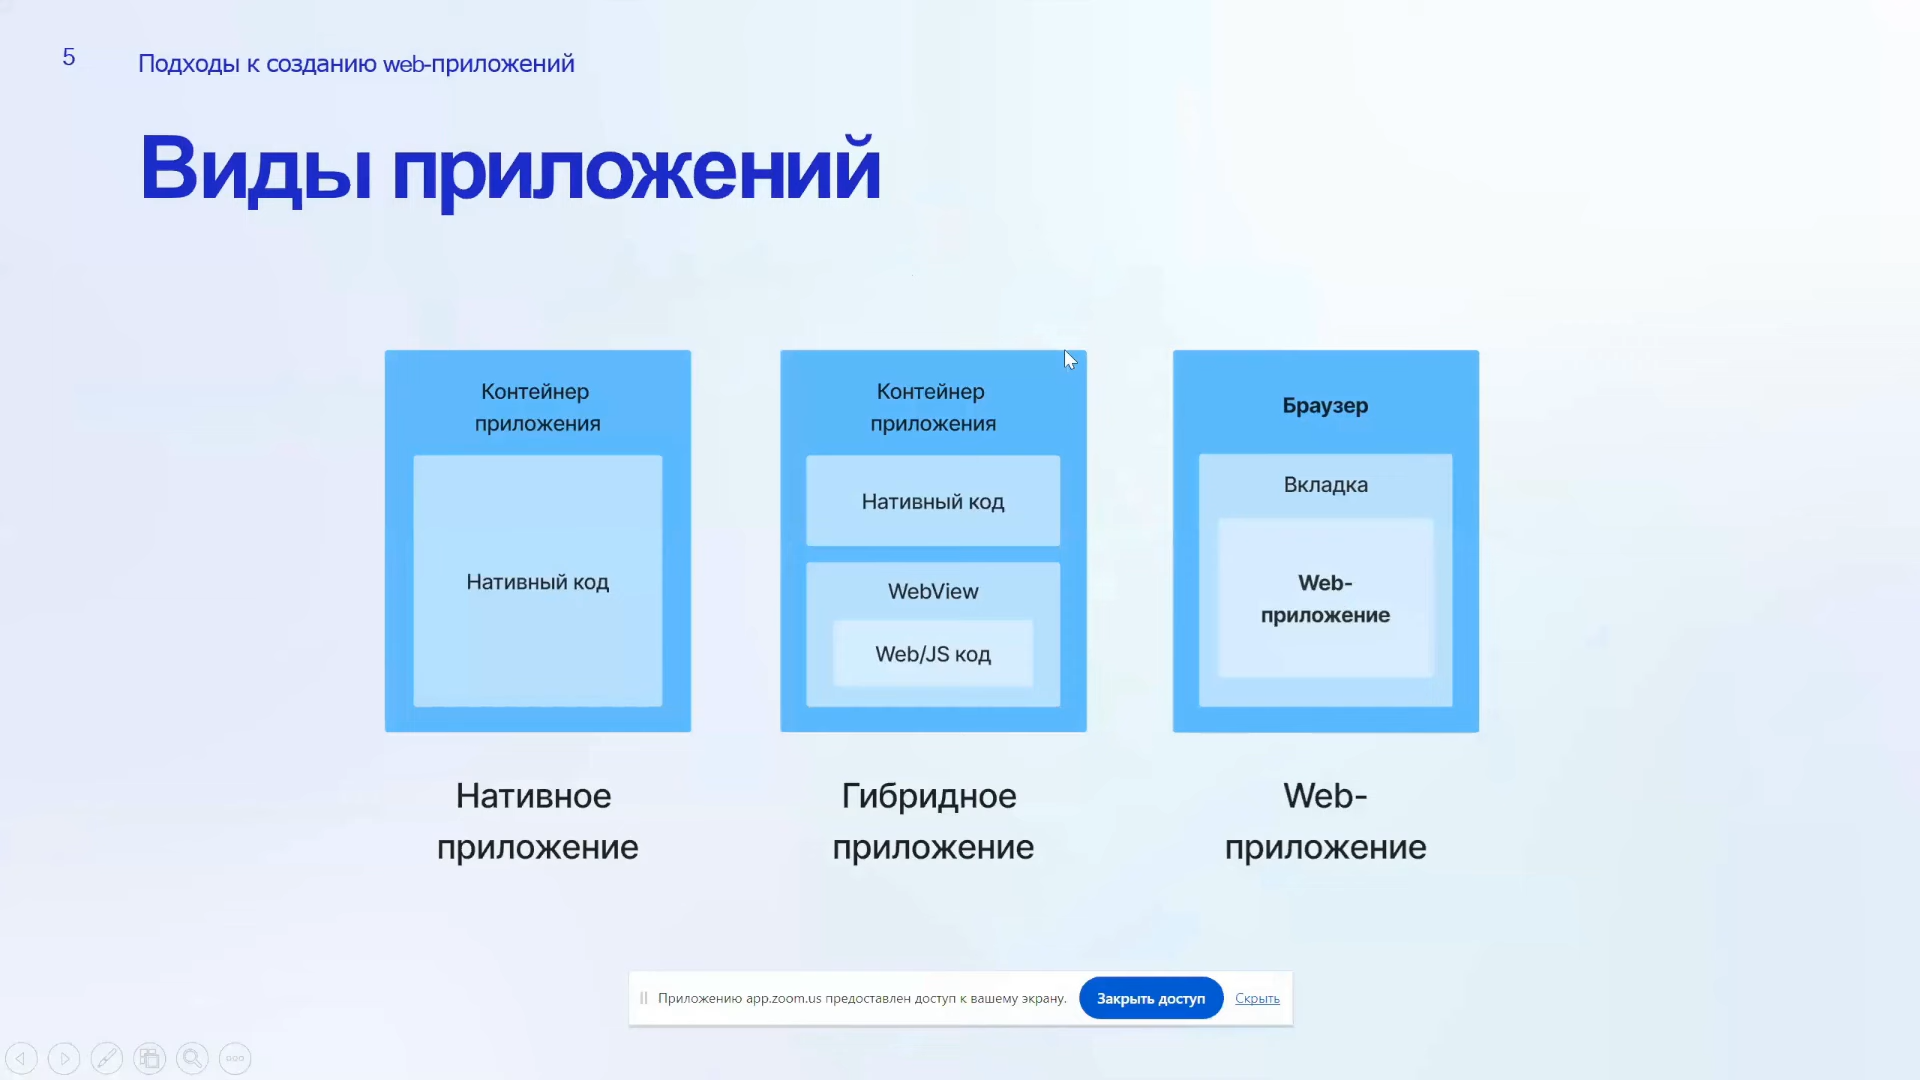 5
Подходы к созданию web-приложений
Виды приложений
Контейнер
приложения
Нативный код
Нативное
приложение
Контейнер
приложения
Нативный код
WebView
Web/JS код
Гибридное
приложение
Браузер
Вкладка
Web-
приложение
Web-
приложение
Приложению app.zoom.us предоставлен доступ к вашему экрану.
Закрыть доступ
Скрыть